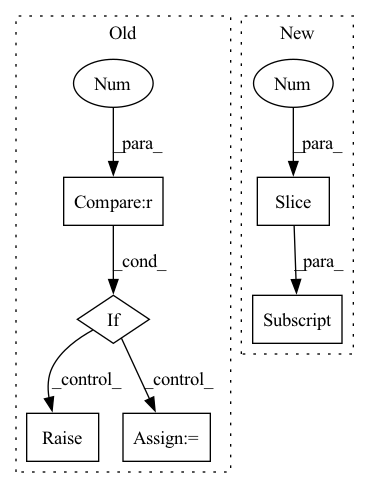 Old
New
Num
Num
_para_
_para_
Compare:r
Slice
_cond_
_para_
If
Subscript
_control_
_control_
Raise
Assign:=